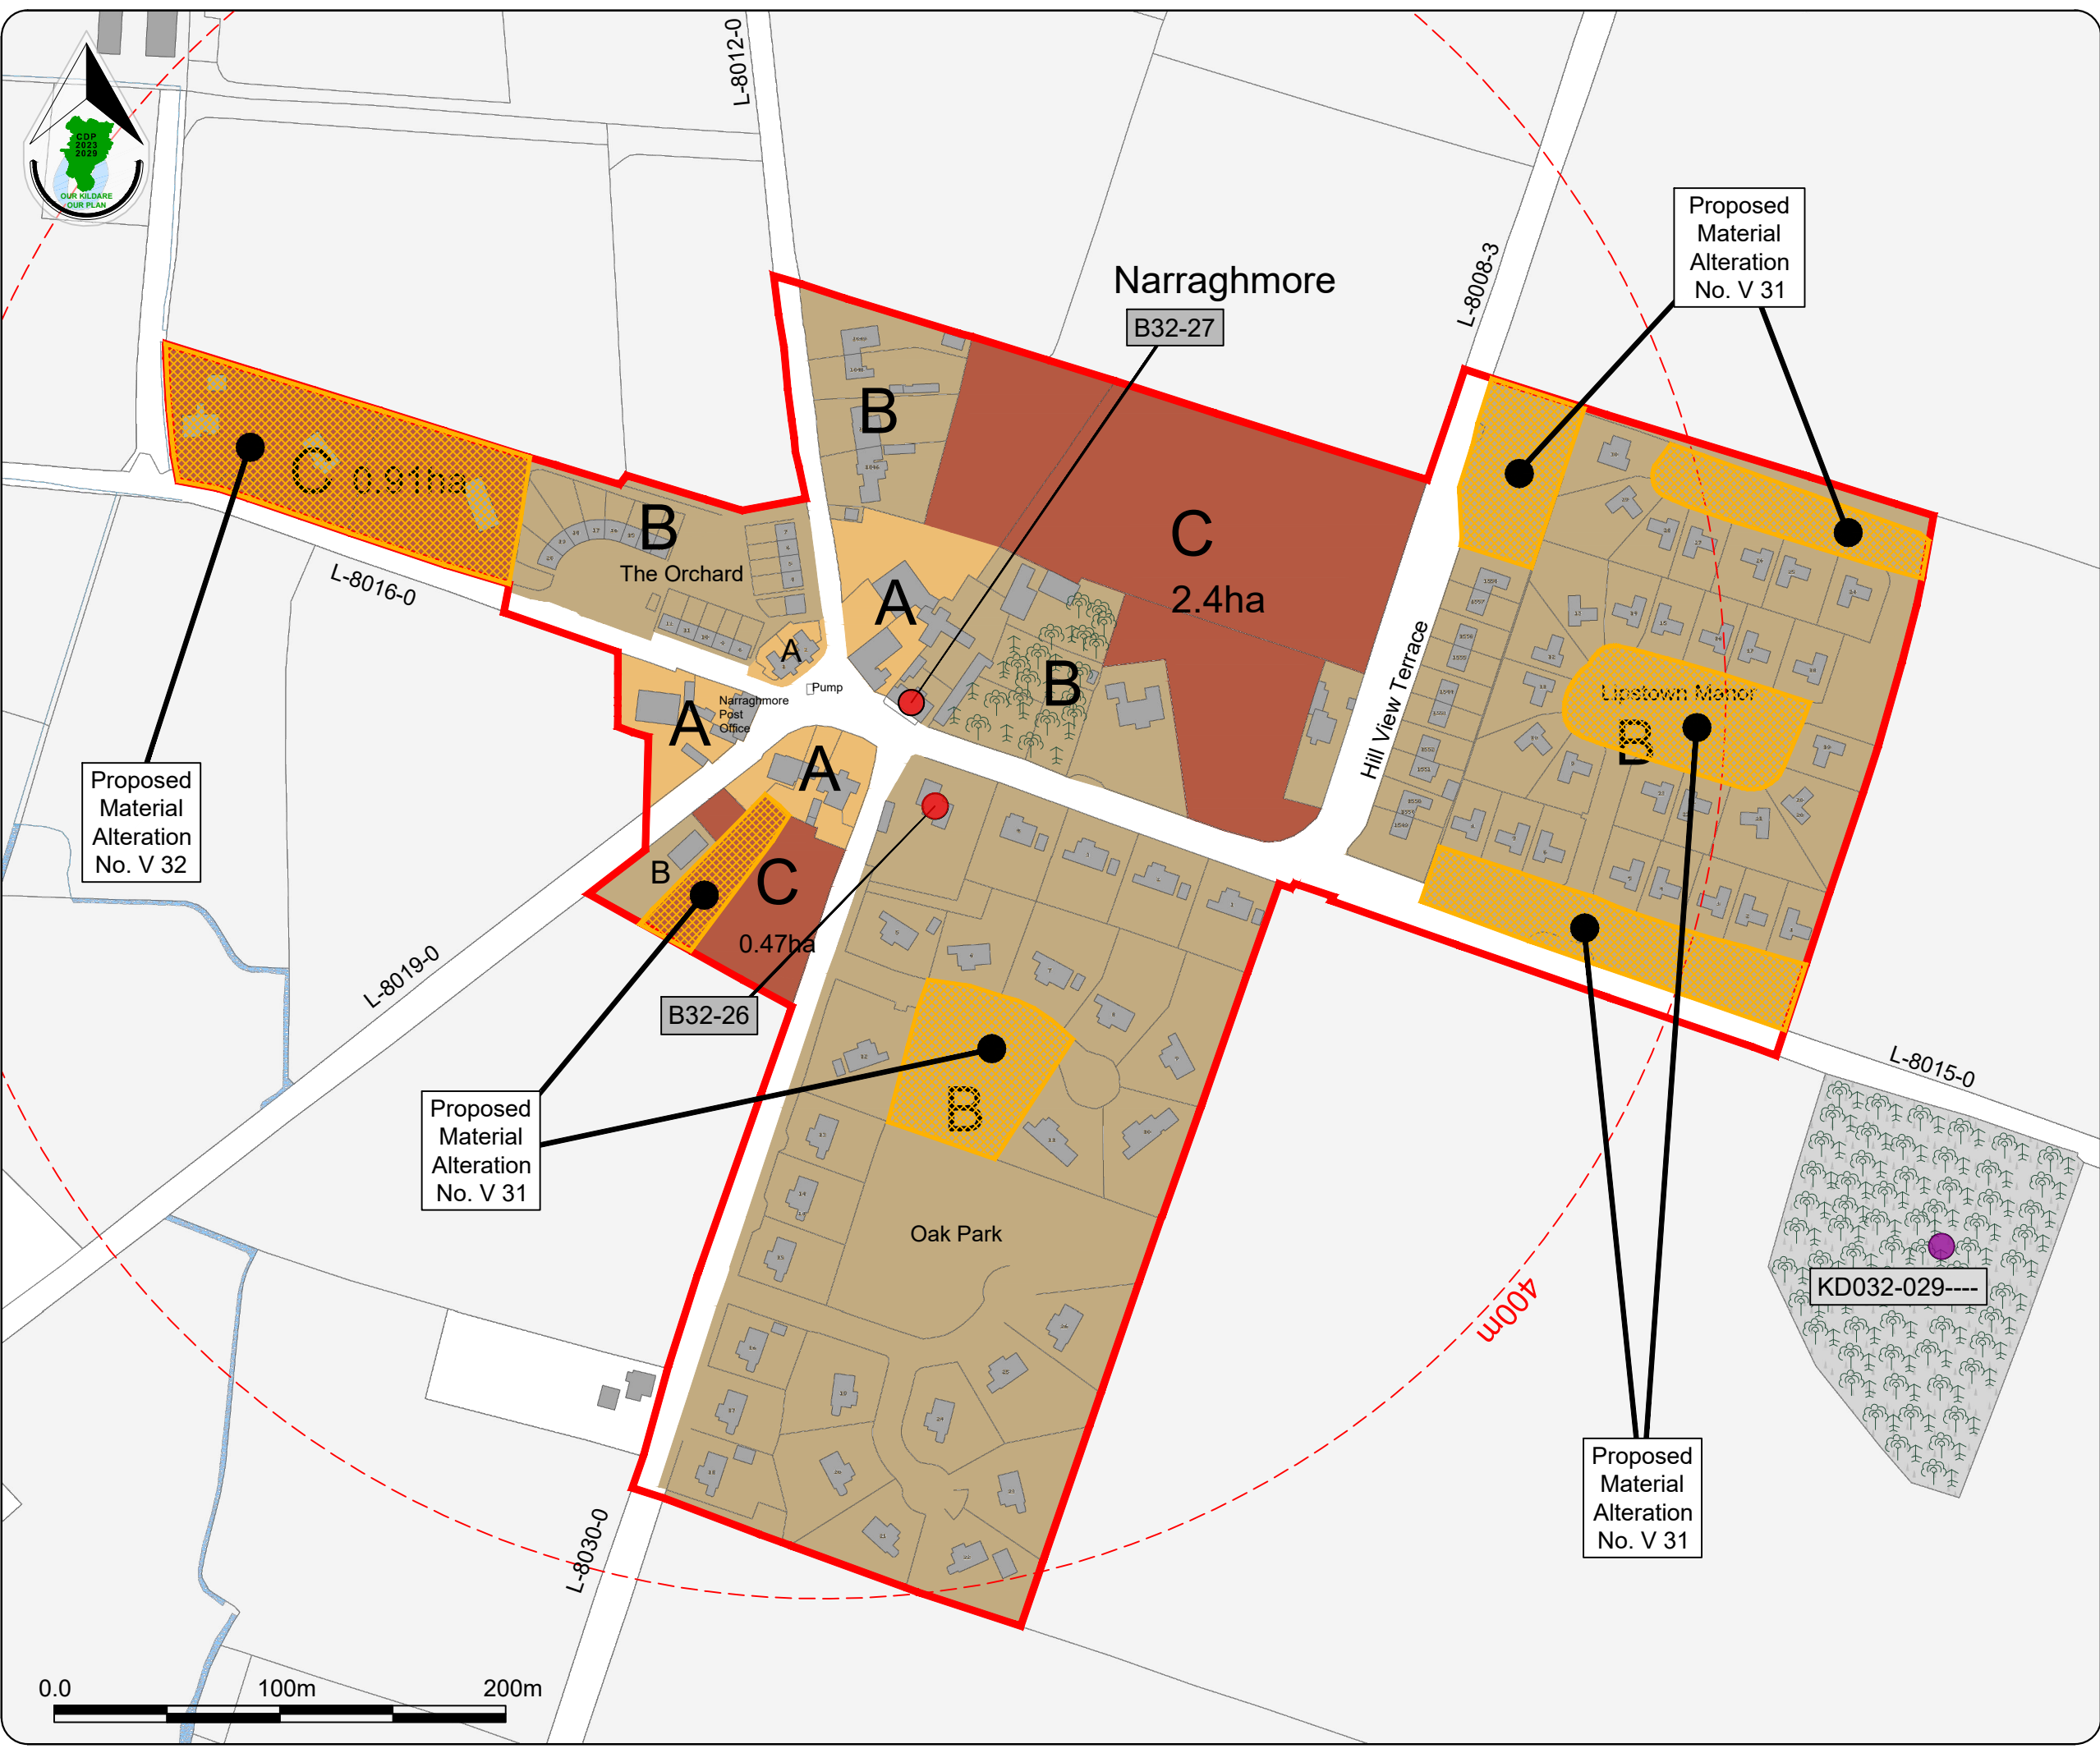 L-8012-0
CDP
2023
2029
OUR KILDARE
OUR PLAN
Proposed
Material
Alteration
No. V 31
Narraghmore
B32-27
L-8008-3
B
C
2.4ha
C 0.91ha
B
The Orchard
L-8016-0
A
A
B
Hill View Terrace
Lipstown Manor
B
Pump
Narraghmore
Post
Office
A
A
Proposed
Material
Alteration
No. V 32
B
C
0.47ha
L-8019-0
B32-26
Proposed
Material
Alteration
No. V 31
B
L-8015-0
Oak Park
KD032-029----
400m
Proposed
Material
Alteration
No. V 31
L-8030-0
0.0 100m 200m